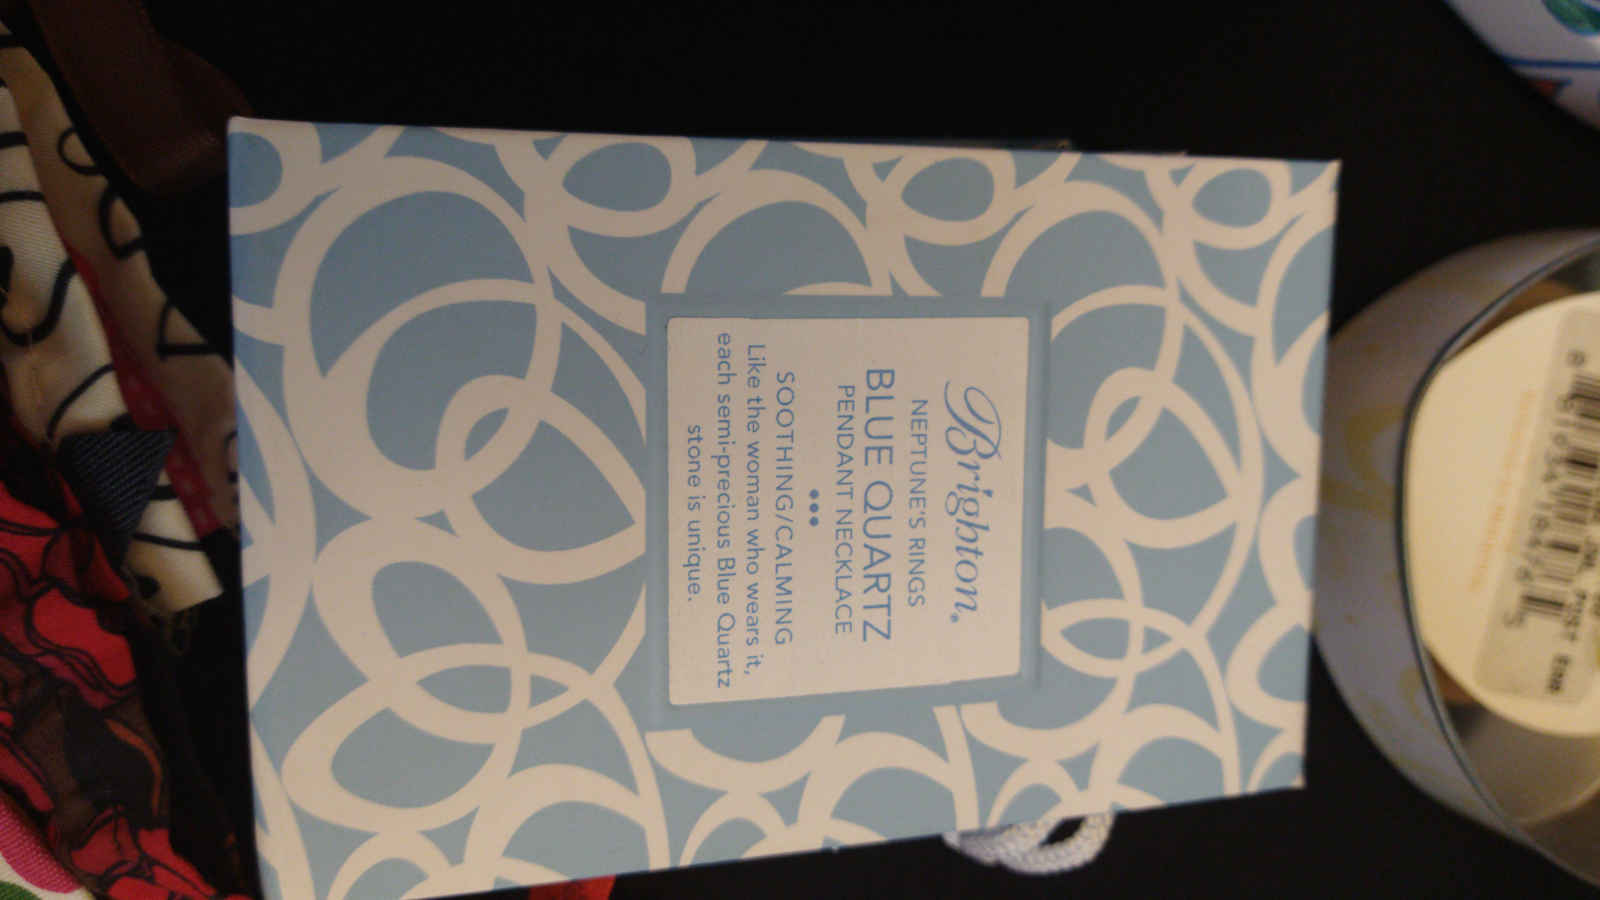 Brighton®
NEPTUNE'S RINGS
BLUE QUARTZ
PENDANT NECKLACE
•••
SOOTHING/CALMING
Like the woman who wears it,
each semi-precious Blue Quartz
stone is unique.